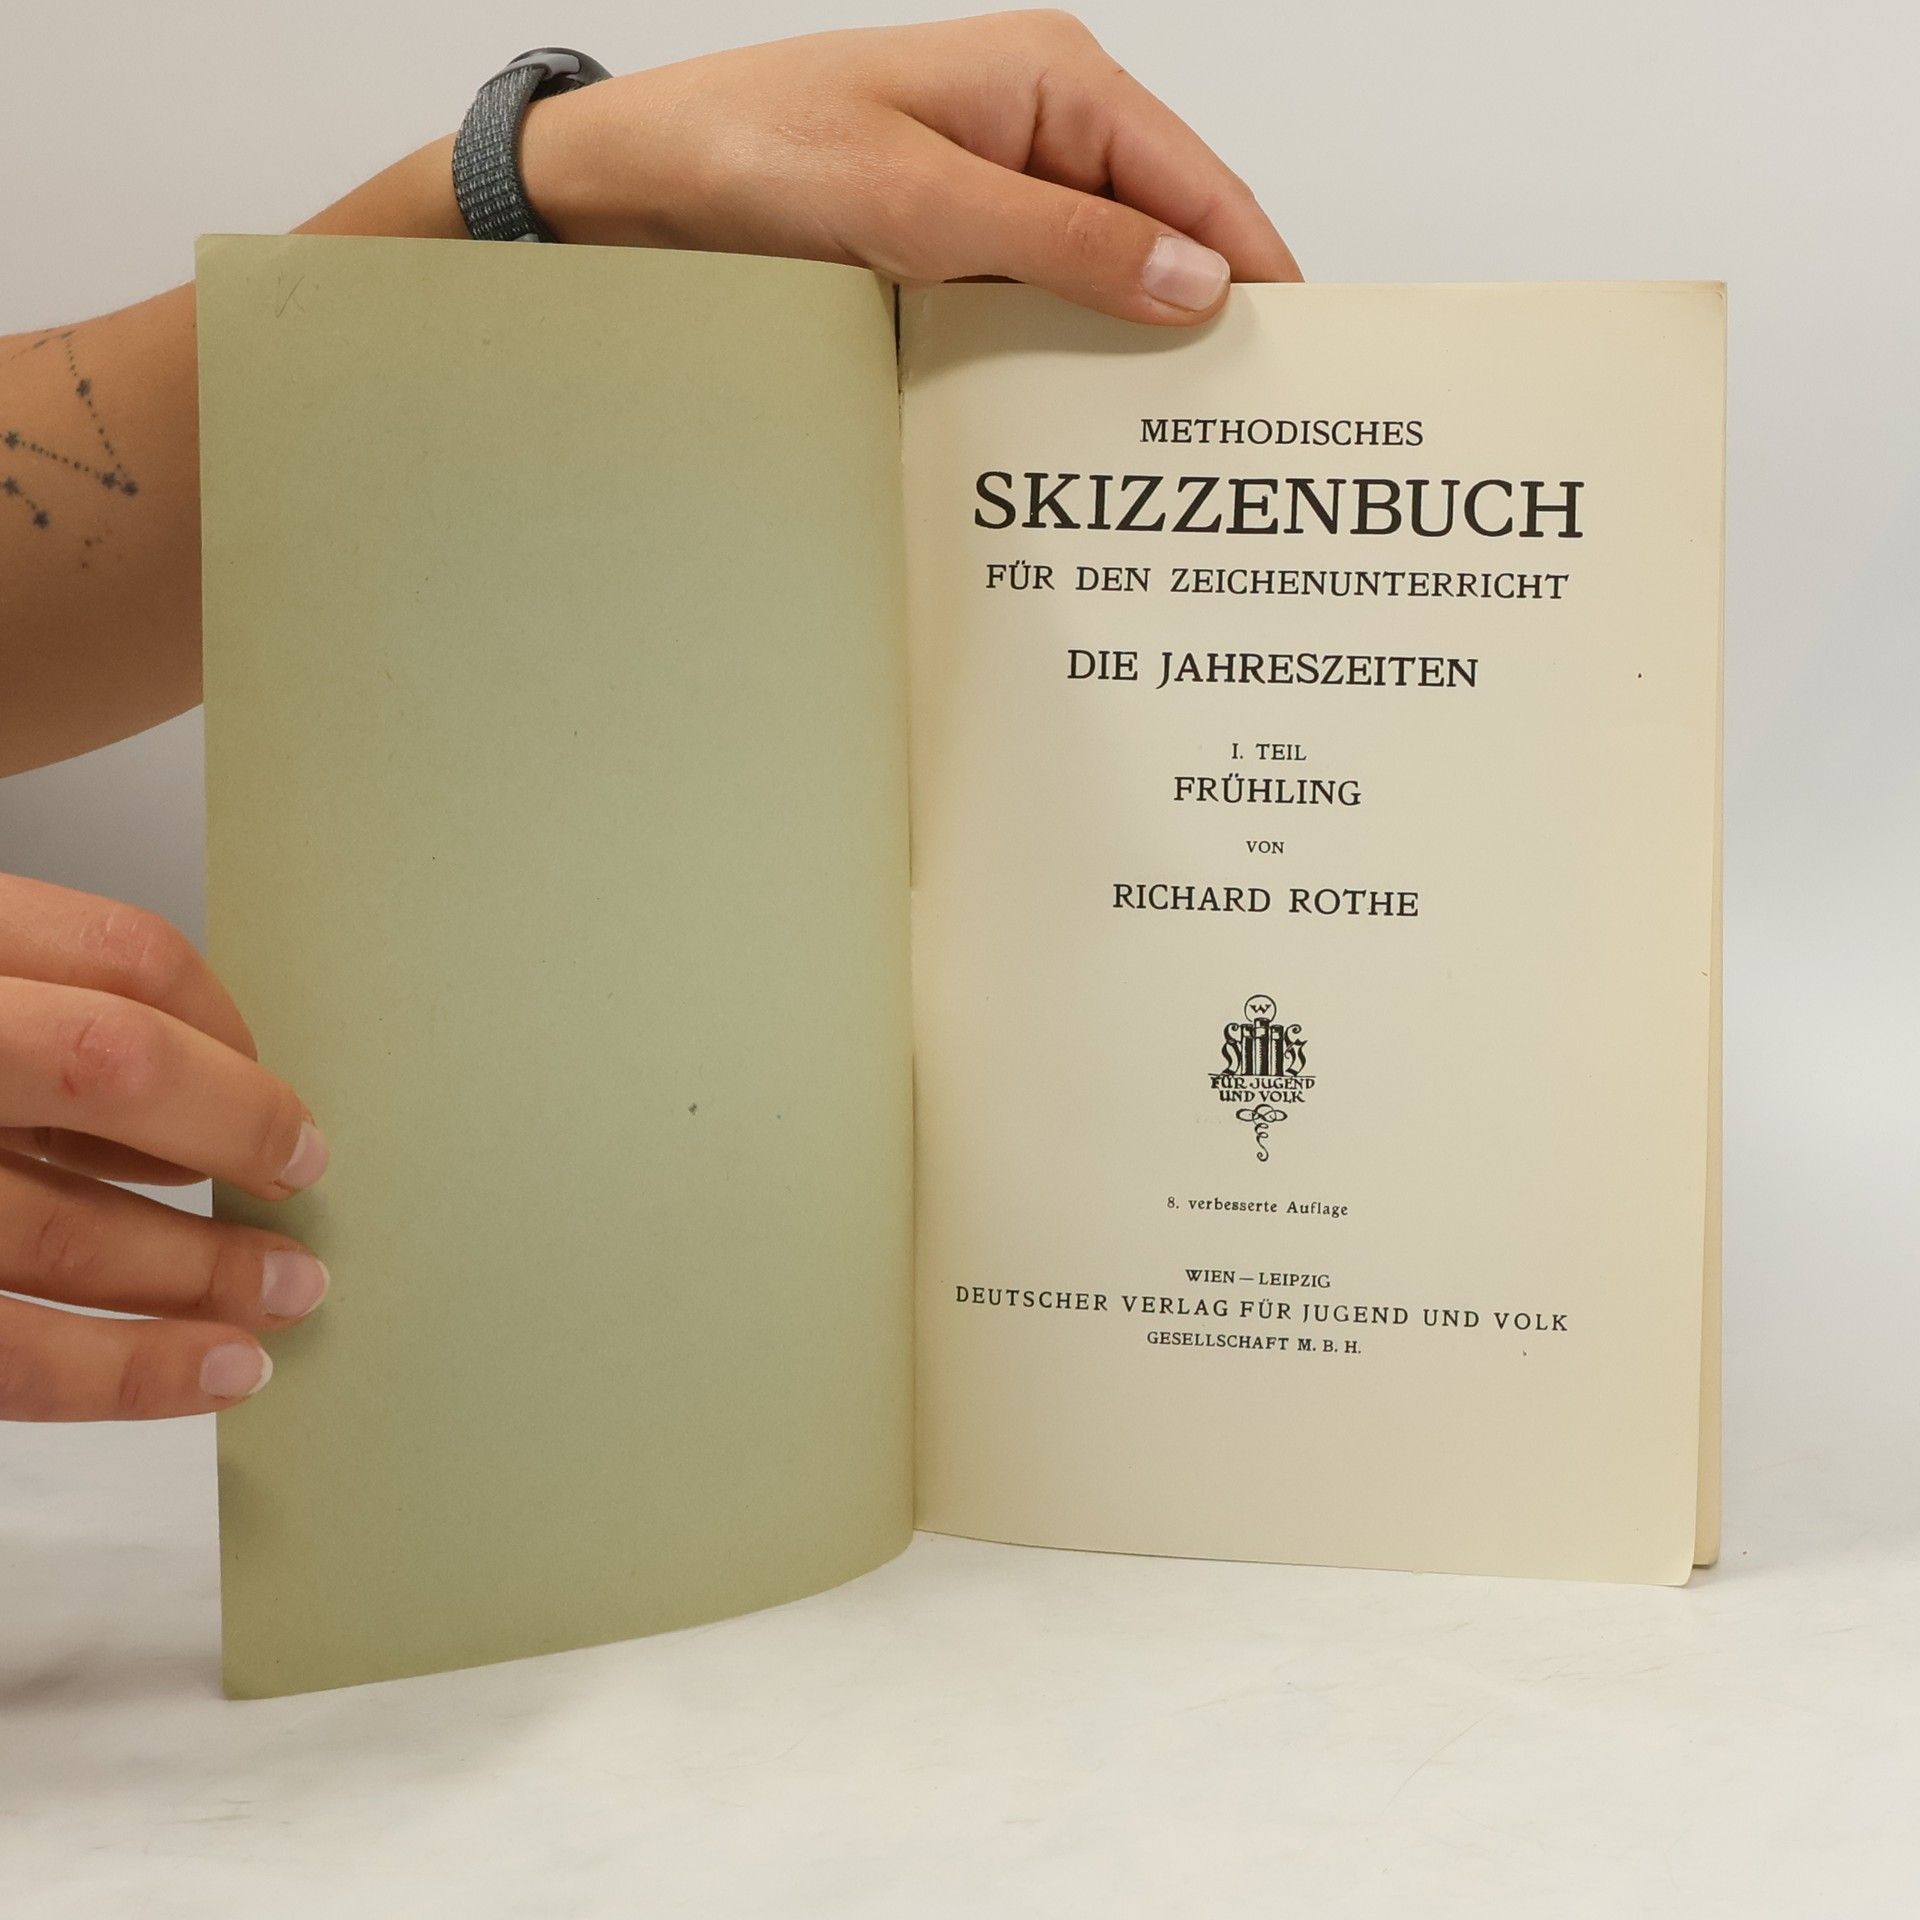 METHODISCHES
SKIZZENBUCH
FÜR DEN ZEICHENUNTERRICHT
DIE JAHRESZEITEN
I. TEIL
FRÜHLING
VON
RICHARD ROTHE
W
FÜR JUGEND
UND VOLK
8. verbesserte Auflage
WIEN — LEIPZIG
DEUTSCHER VERLAG FÜR JUGEND UND VOLK
GESELLSCHAFT M. B. H.